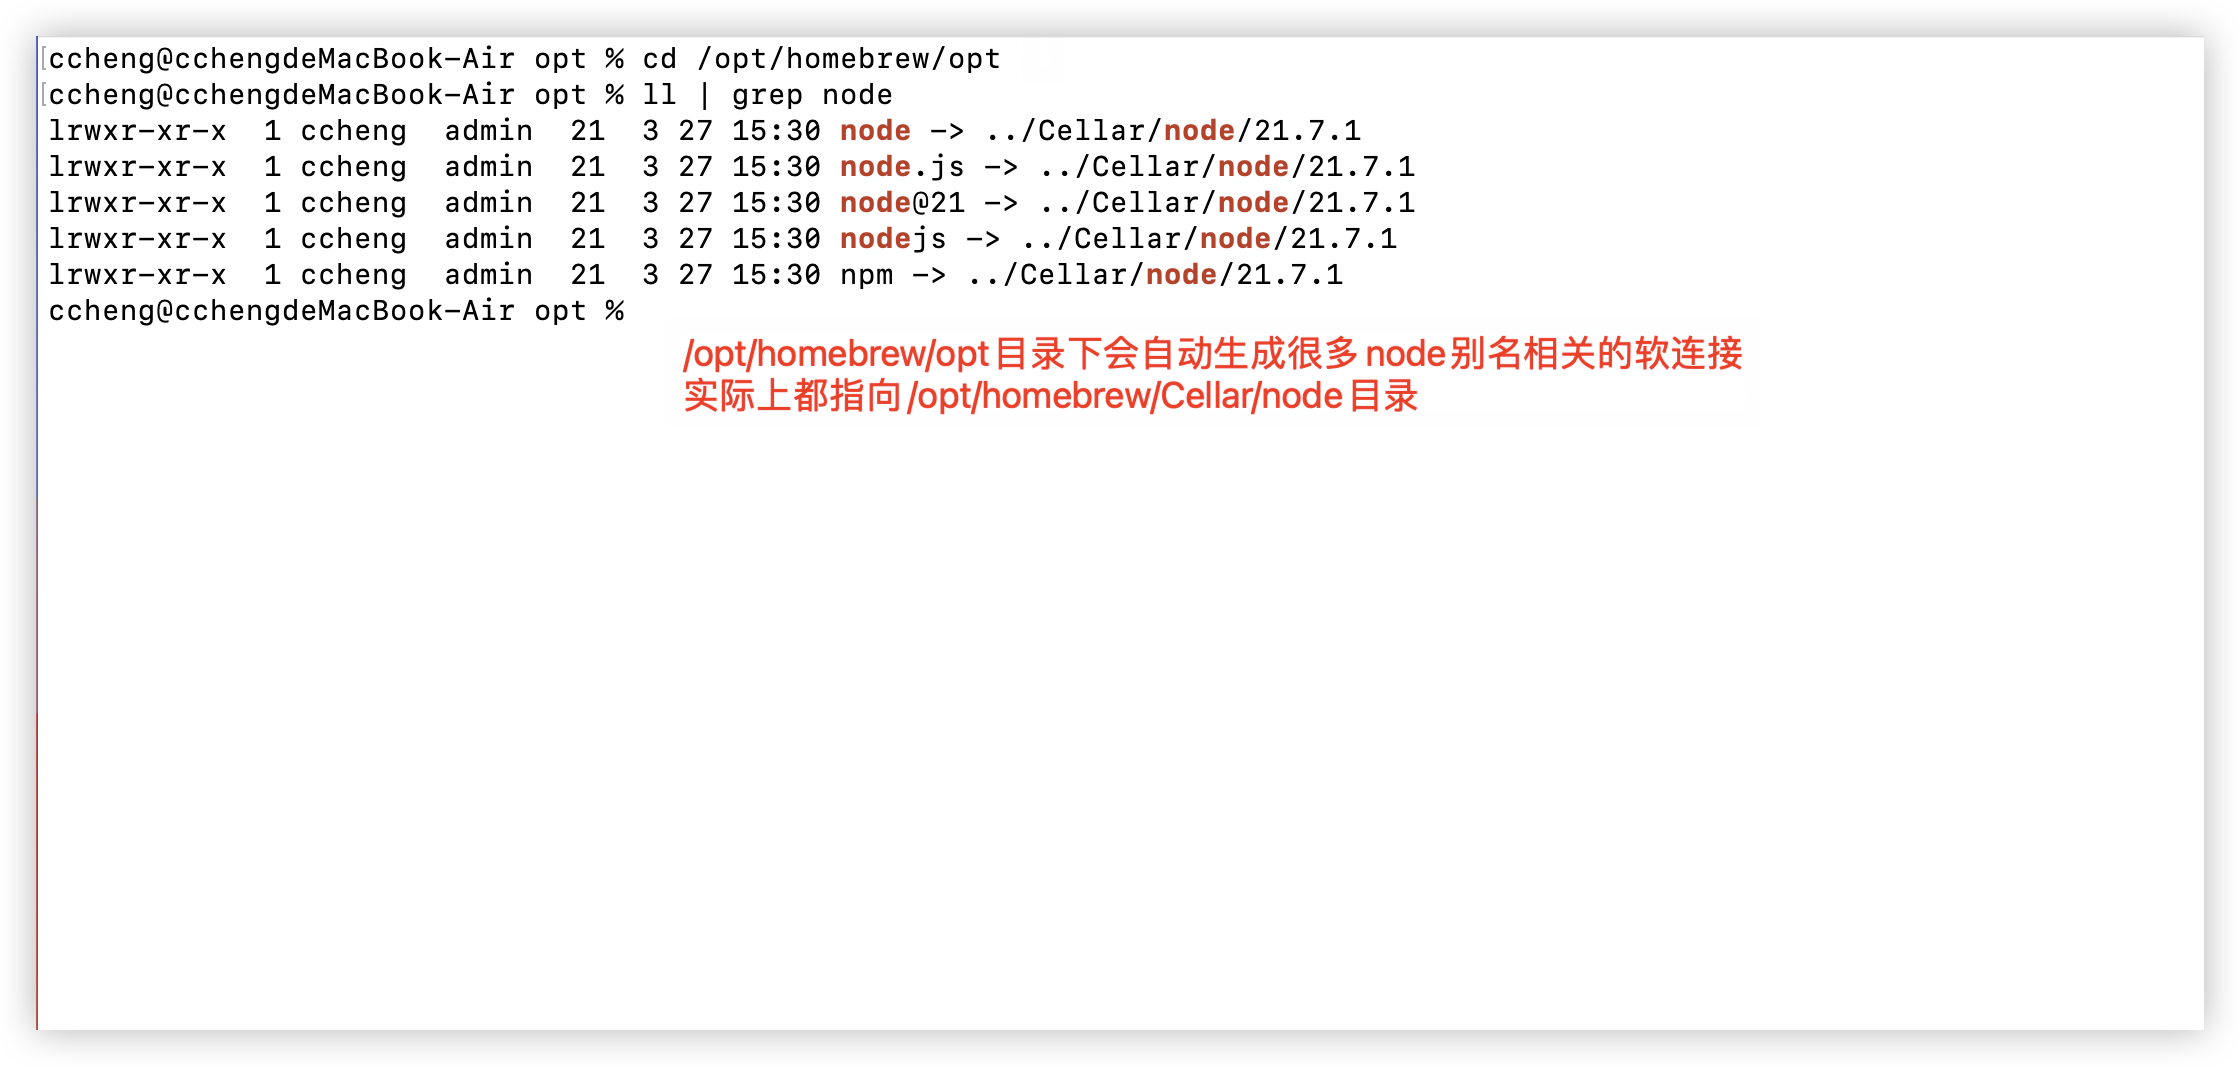 ccheng@cchengdeMacBook-Air opt % cd /opt/homebrew/opt
ccheng@cchengdeMacBook-Air opt % ll | grep node
lrwxr-xr-x  1 ccheng  admin  21  3 27 15:30 node -> ../Cellar/node/21.7.1
lrwxr-xr-x  1 ccheng  admin  21  3 27 15:30 node.js -> ../Cellar/node/21.7.1
lrwxr-xr-x  1 ccheng  admin  21  3 27 15:30 node@21 -> ../Cellar/node/21.7.1
lrwxr-xr-x  1 ccheng  admin  21  3 27 15:30 nodejs -> ../Cellar/node/21.7.1
lrwxr-xr-x  1 ccheng  admin  21  3 27 15:30 npm -> ../Cellar/node/21.7.1
ccheng@cchengdeMacBook-Air opt %
/opt/homebrew/opt目录下会自动生成很多node别名相关的软连接
实际上都指向/opt/homebrew/Cellar/node目录